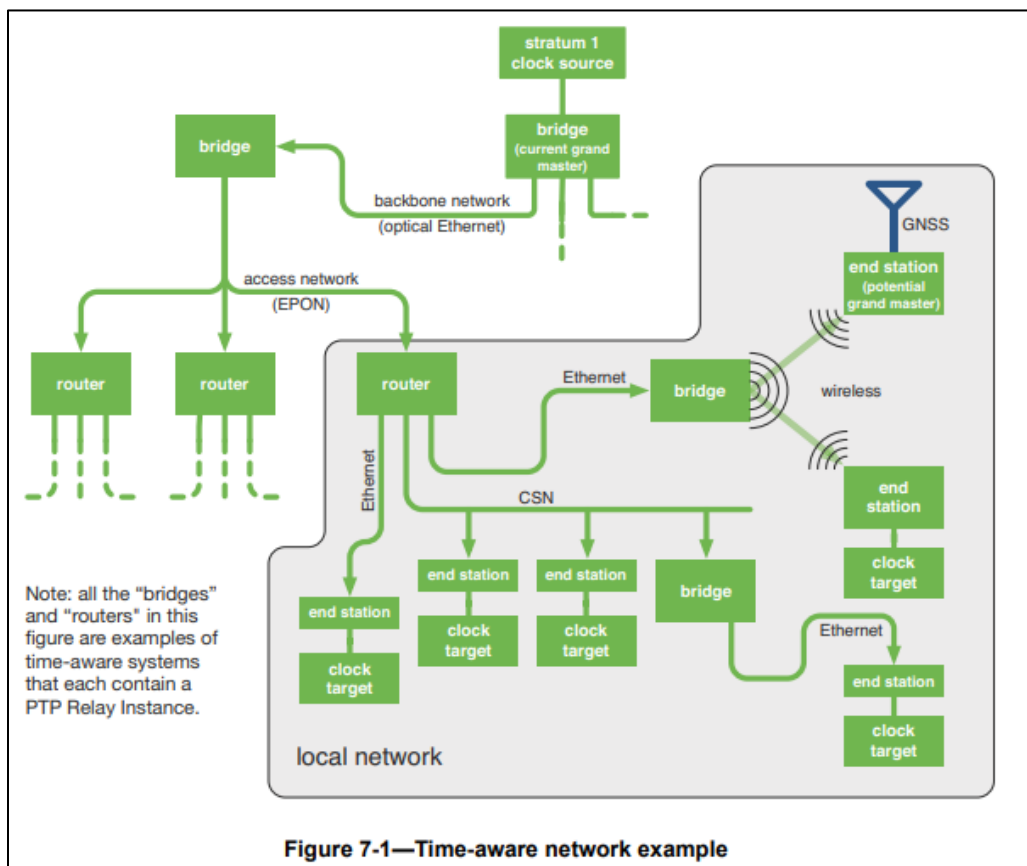 stratum 1
clock source
bridge
(current grand
master)
bridge
backbone network
(optical Ethernet)
GNSS
end station
(potential
grand master)
access network
(EPON)
router
router
router
Ethernet
bridge
wireless
Ethernet
CSN
end
station
clock
target
end station
clock
target
end station
clock
target
bridge
end station
clock
target
Ethernet
end station
clock
target
Note: all the “bridges”
and “routers" in this
figure are examples of
time-aware systems
that each contain a
PTP Relay Instance.
local network
Figure 7-1—Time-aware network example